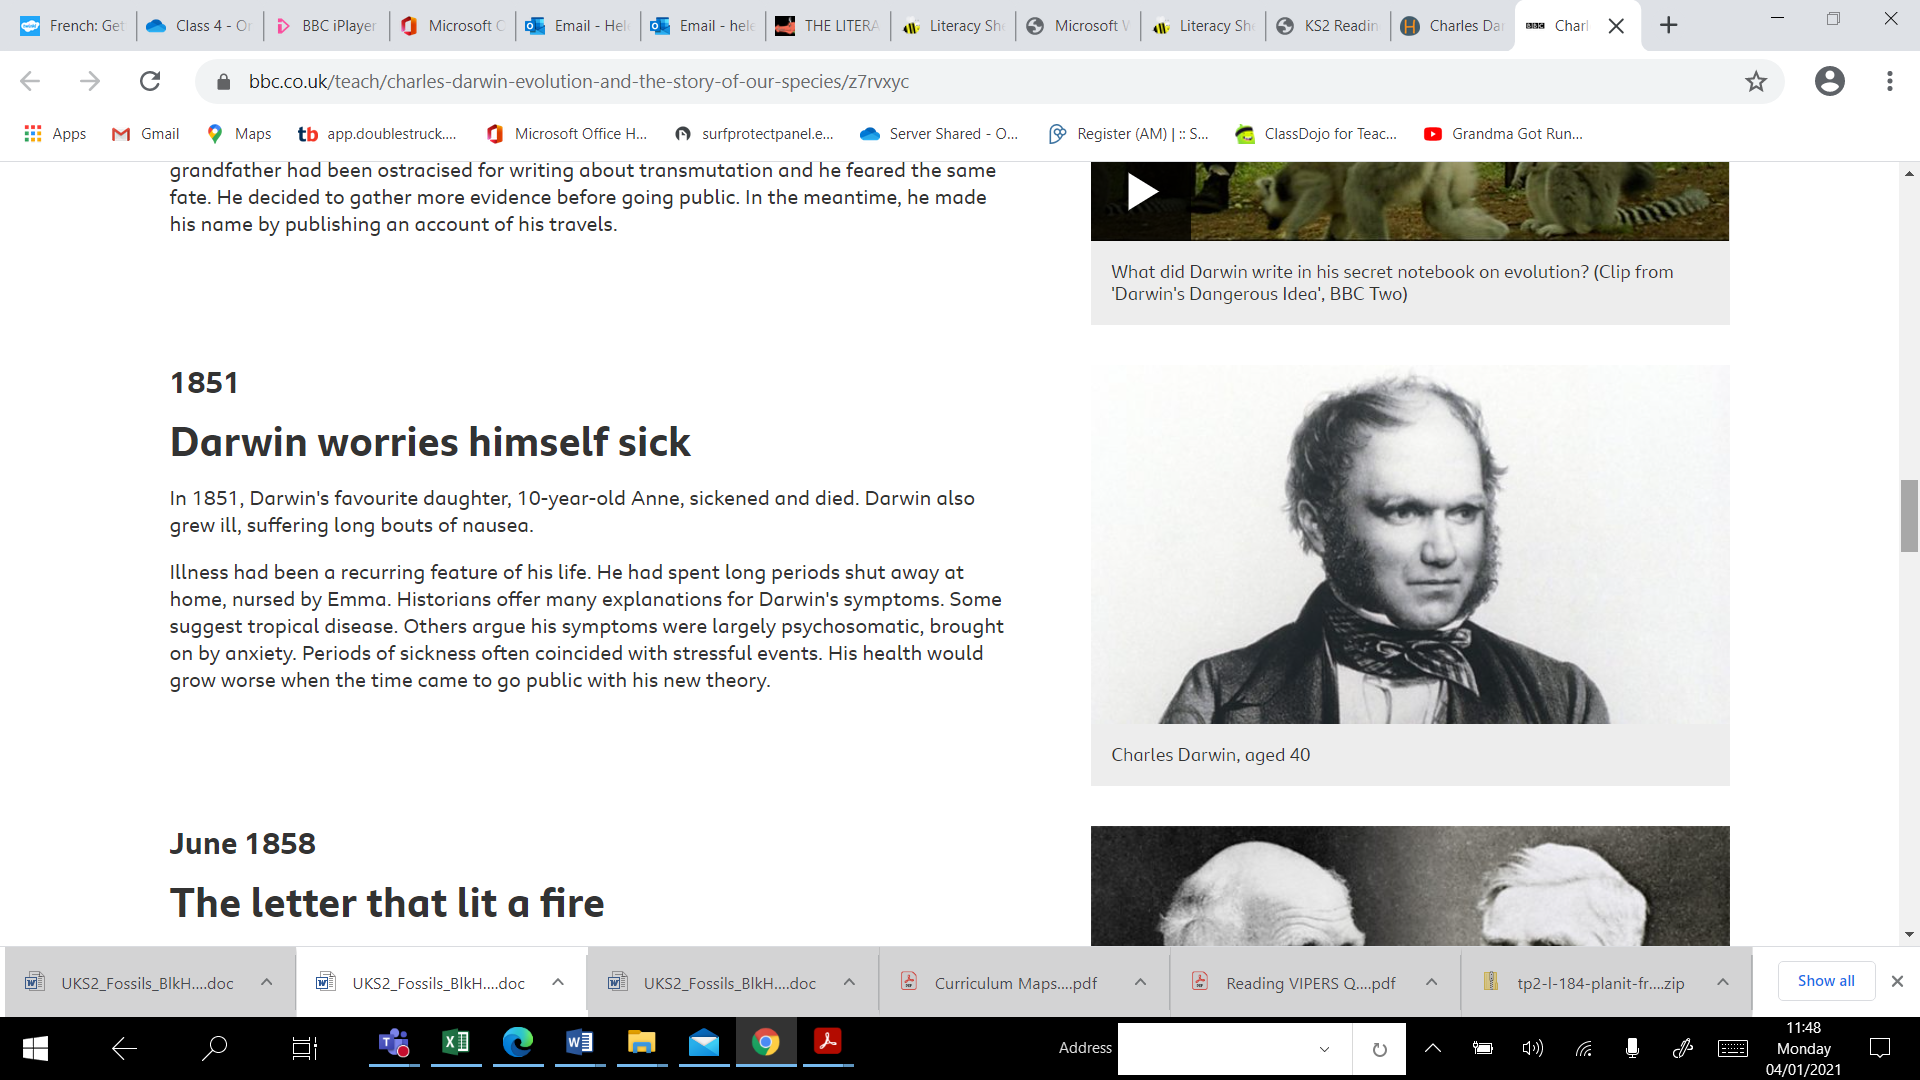 French: Get
Class 4 - Or
BBC iPlayer
Microsoft O
Email - Hele
Email - hele
THE LITERA
Literacy She
Microsoft W
Literacy She
KS2 Readin
Charles Dar
BBC
Charl
bbc.co.uk/teach/charles-darwin-evolution-and-the-story-of-our-species/z7rvxyc
Apps
Gmail
Maps
tb app.doublestruck....
Microsoft Office H...
surfprotectpanel.e...
Server Shared - O...
Register (AM) | :: S...
ClassDojo for Teac...
Grandma Got Run...
grandfather had been ostracised for writing about transmutation and he feared the same
fate. He decided to gather more evidence before going public. In the meantime, he made
his name by publishing an account of his travels.
What did Darwin write in his secret notebook on evolution? (Clip from
'Darwin's Dangerous Idea', BBC Two)
1851
Darwin worries himself sick
In 1851, Darwin's favourite daughter, 10-year-old Anne, sickened and died. Darwin also
grew ill, suffering long bouts of nausea.
Illness had been a recurring feature of his life. He had spent long periods shut away at
home, nursed by Emma. Historians offer many explanations for Darwin's symptoms. Some
suggest tropical disease. Others argue his symptoms were largely psychosomatic, brought
on by anxiety. Periods of sickness often coincided with stressful events. His health would
grow worse when the time came to go public with his new theory.
Charles Darwin, aged 40
June 1858
The letter that lit a fire
UKS2_Fossils_BlkH....doc
UKS2_Fossils_BlkH....doc
UKS2_Fossils_BlkH....doc
Curriculum Maps....pdf
Reading VIPERS Q....pdf
tp2-l-184-planit-fr....zip
Show all
Address
11:48
Monday
04/01/2021